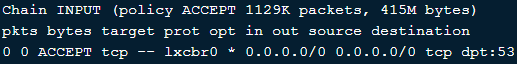 Chain INPUT (policy ACCEPT 1129K packets, 415M bytes)
pkts bytes target prot opt in out source destination
0 0 ACCEPT tcp -- lxcbr0 * 0.0.0.0/0 0.0.0.0/0 tcp dpt:53